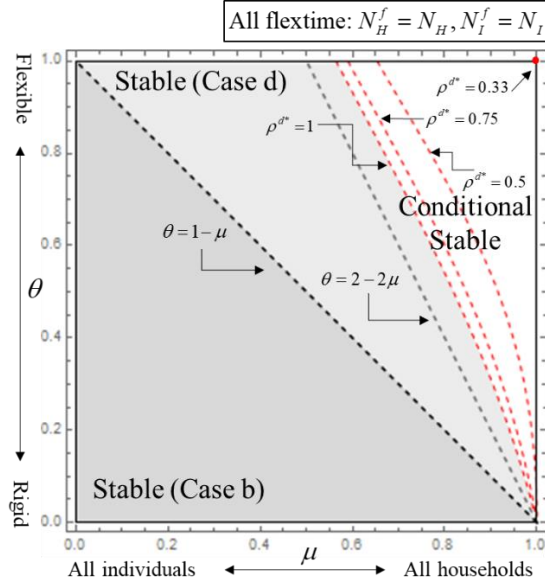 All flextime: N_H^f = N_H, N_I^f = N_I
Flexible
θ
Rigid
1.0
0.8
0.6
0.4
0.2
0.0
Stable (Case d)
ρ^{d*} = 0.33
ρ^{d*} = 1
ρ^{d*} = 0.75
ρ^{d*} = 0.5
Conditional
Stable
θ = 1 − μ
θ = 2 − 2μ
Stable (Case b)
0.0 0.2 0.4 0.6 0.8 1.0
All individuals μ All households